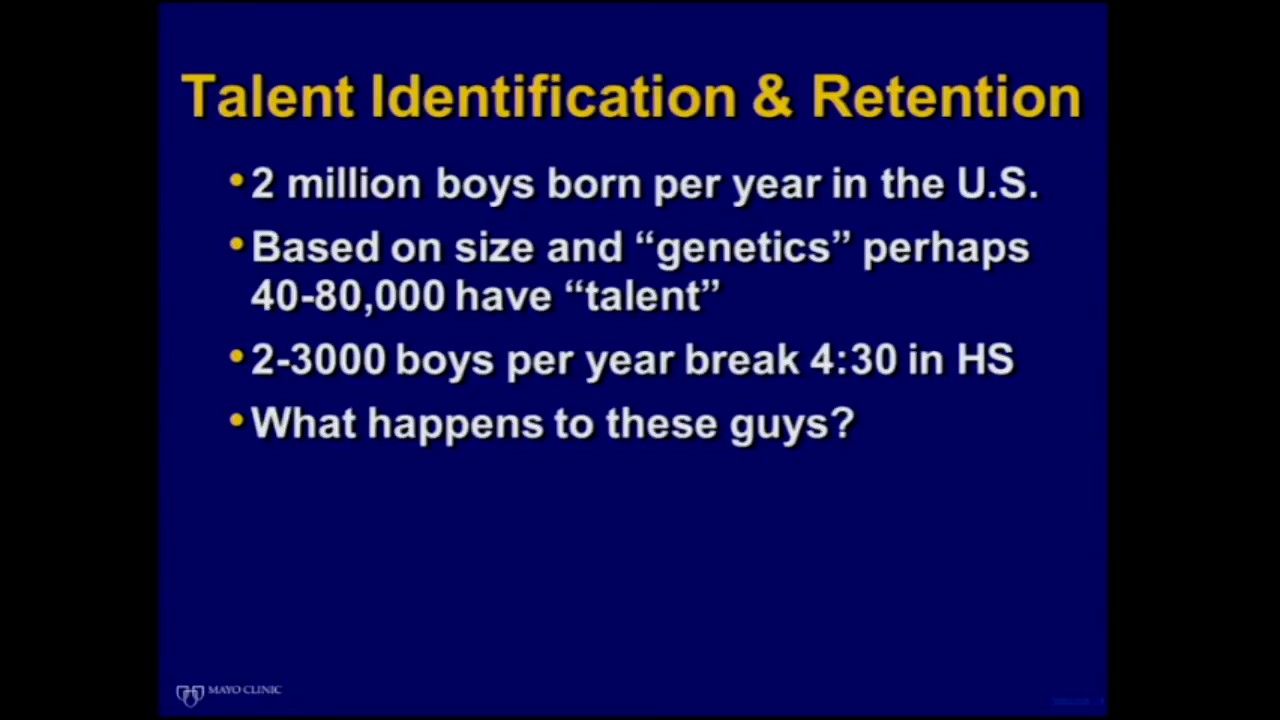 Talent Identification & Retention
•2 million boys born per year in the U.S.
•Based on size and “genetics” perhaps
40-80,000 have “talent”
•2-3000 boys per year break 4:30 in HS
•What happens to these guys?
MAYO CLINIC